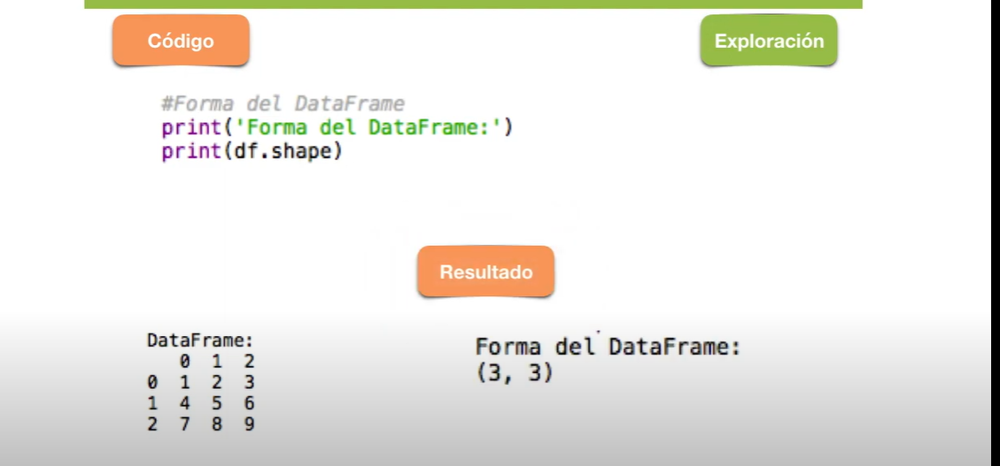 Código
Exploración
#Forma del DataFrame
print('Forma del DataFrame:')
print(df.shape)
Resultado
DataFrame:
0 1 2
0 1 2 3
1 4 5 6
2 7 8 9
Forma del DataFrame:
(3, 3)